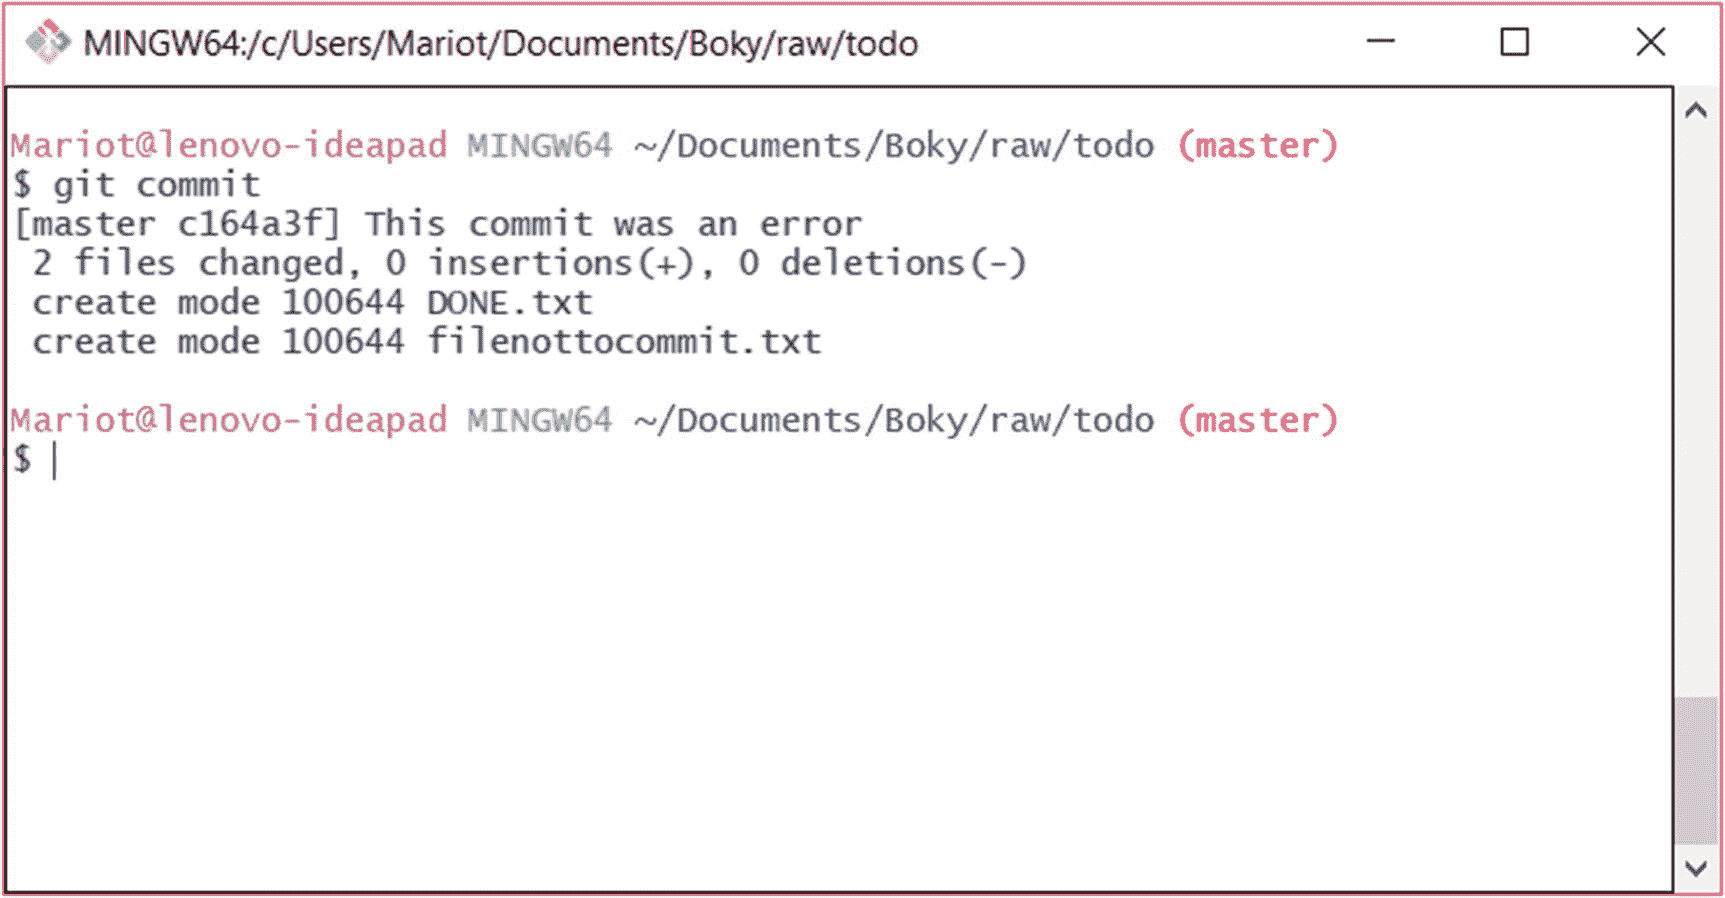 MINGW64:/c/Users/Mariot/Documents/Boky/raw/todo
Mariot@lenovo-ideapad MINGW64 ~/Documents/Boky/raw/todo (master)
$ git commit
[master c164a3f] This commit was an error
 2 files changed, 0 insertions(+), 0 deletions(-)
 create mode 100644 DONE.txt
 create mode 100644 filenottocommit.txt
Mariot@lenovo-ideapad MINGW64 ~/Documents/Boky/raw/todo (master)
$